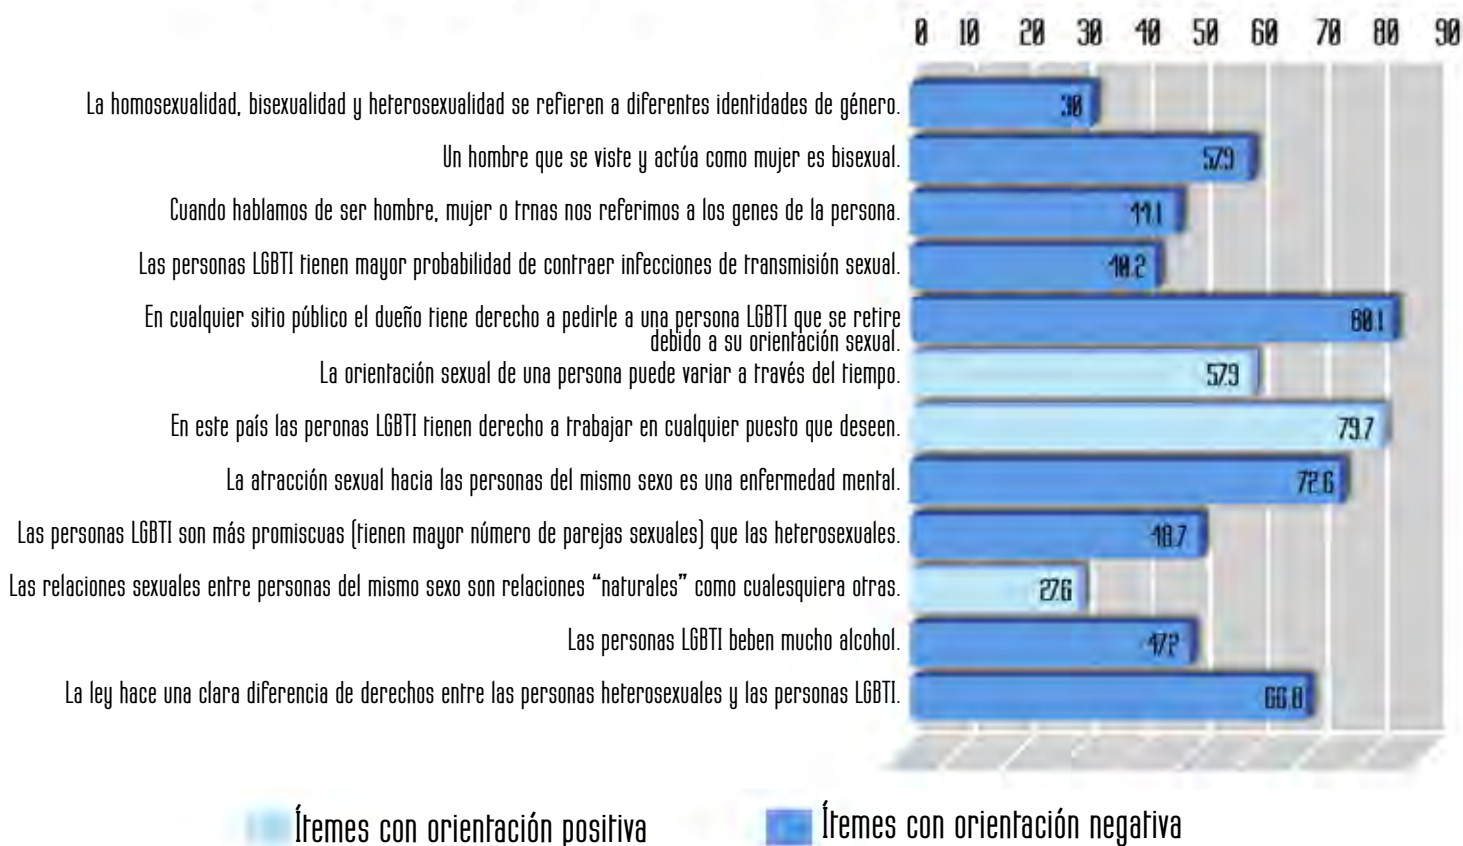 0 10 20 30 40 50 60 70 80 90
La homosexualidad, bisexualidad y heterosexualidad se refieren a diferentes identidades de género. 30
Un hombre que se viste y actúa como mujer es bisexual. 57.9
Cuando hablamos de ser hombre, mujer o trnas nos referimos a los genes de la persona. 44.1
Las personas LGBTI tienen mayor probabilidad de contraer infecciones de transmisión sexual. 40.2
En cualquier sitio público el dueño tiene derecho a pedirle a una persona LGBTI que se retire 80.1
debido a su orientación sexual.
La orientación sexual de una persona puede variar a través del tiempo. 57.9
En este país las peronas LGBTI tienen derecho a trabajar en cualquier puesto que deseen. 79.7
La atracción sexual hacia las personas del mismo sexo es una enfermedad mental. 72.6
Las personas LGBTI son más promiscuas (tienen mayor número de parejas sexuales) que las heterosexuales. 48.7
Las relaciones sexuales entre personas del mismo sexo son relaciones “naturales” como cualesquiera otras. 27.6
Las personas LGBTI beben mucho alcohol. 47.2
La ley hace una clara diferencia de derechos entre las personas heterosexuales y las personas LGBTI. 66.8
Ítemes con orientación positiva Ítemes con orientación negativa